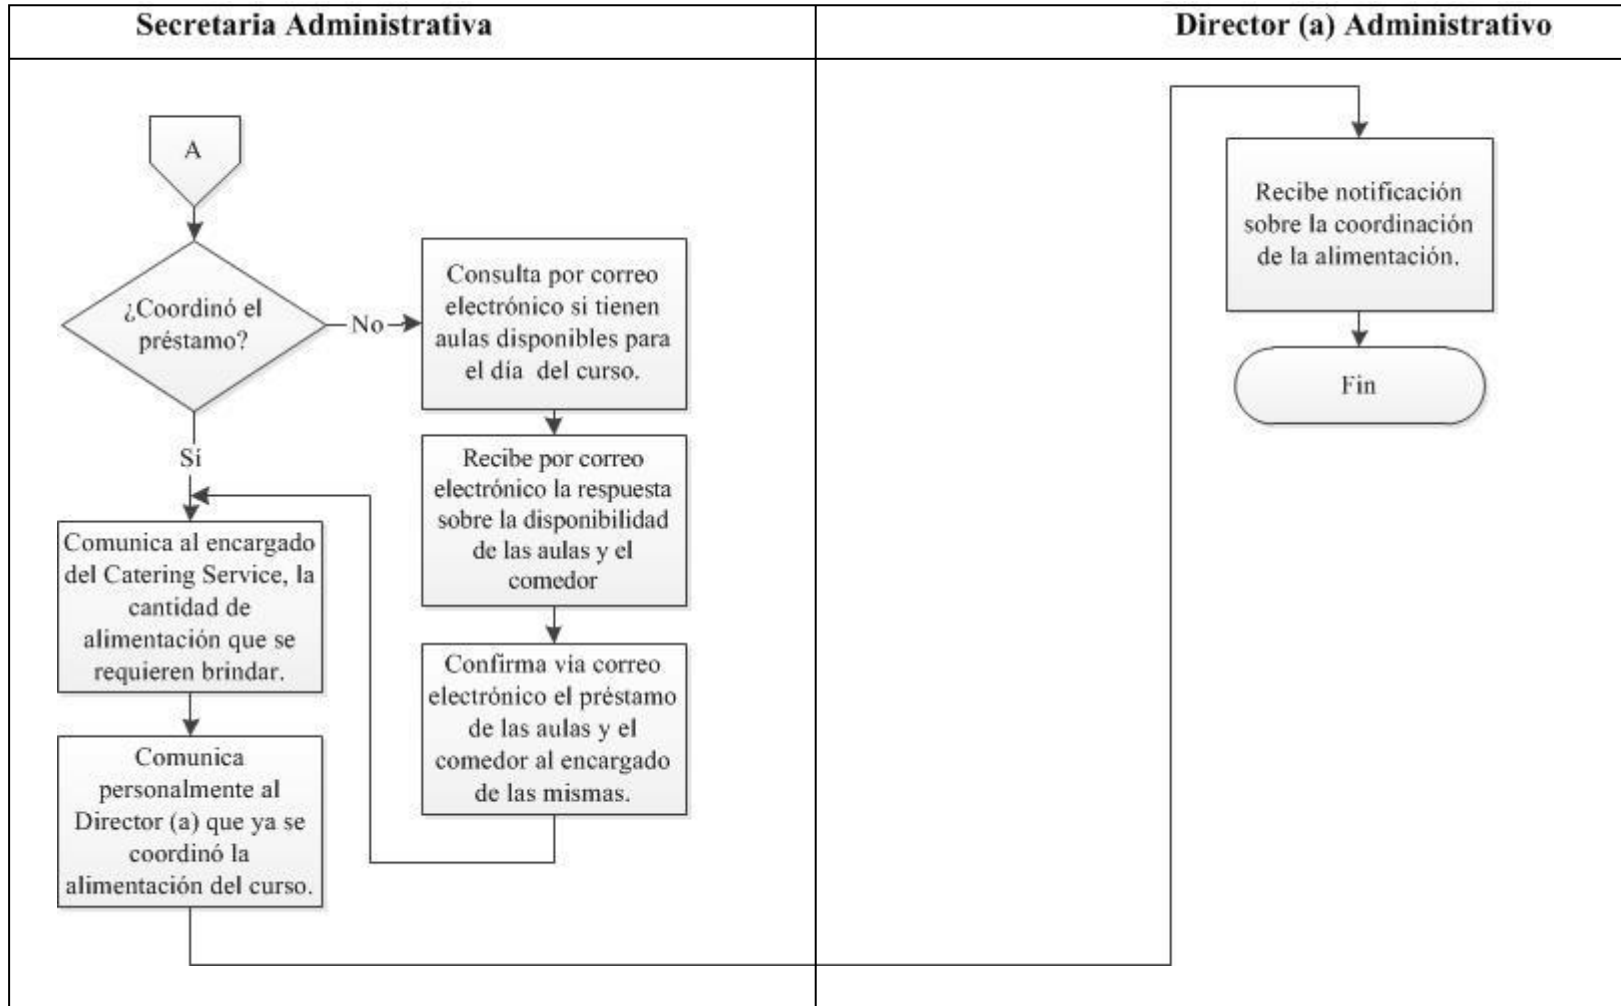 Secretaria Administrativa
Director (a) Administrativo
A
¿Coordinó el
préstamo?
No
Sí
Consulta por correo
electrónico si tienen
aulas disponibles para
el día del curso.
Recibe por correo
electrónico la respuesta
sobre la disponibilidad
de las aulas y el
comedor
Confirma vía correo
electrónico el préstamo
de las aulas y el
comedor al encargado
de las mismas.
Comunica al encargado
del Catering Service, la
cantidad de
alimentación que se
requieren brindar.
Comunica
personalmente al
Director (a) que ya se
coordinó la
alimentación del curso.
Recibe notificación
sobre la coordinación
de la alimentación.
Fin